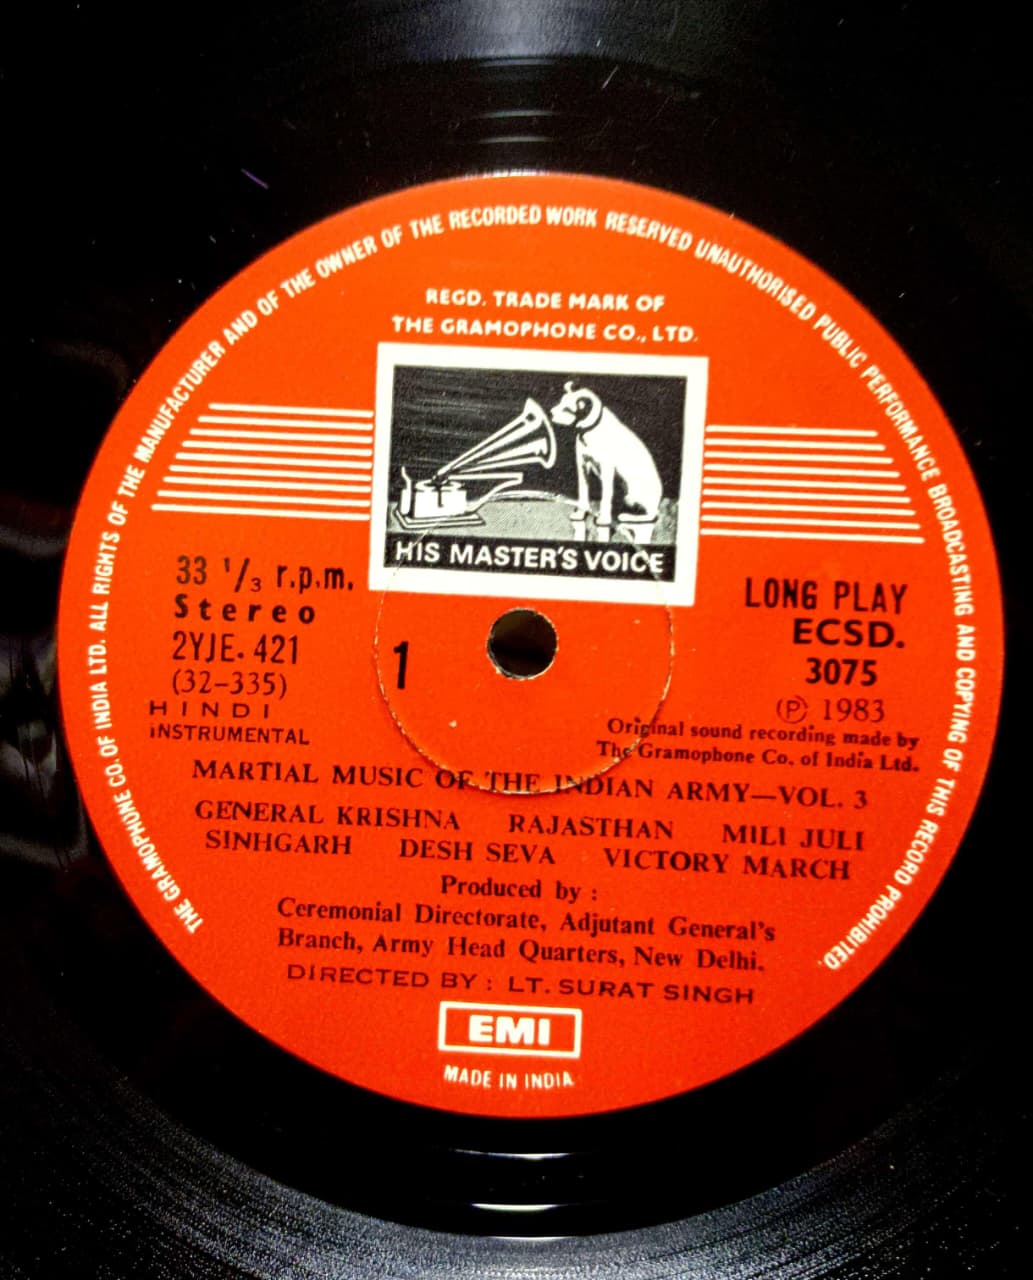 THE GRAMOPHONE CO. OF INDIA LTD. ALL RIGHTS OF THE MANUFACTURER AND OF THE OWNER OF THE RECORDED WORK RESERVED UNAUTHORISED PUBLIC PERFORMANCE BROADCASTING AND COPYING OF THIS RECORD PROHIBITED.
REGD. TRADE MARK OF
THE GRAMOPHONE CO., LTD.
HIS MASTER'S VOICE
33 1/3 r.p.m.
Stereo
2YJE. 421
(32-335)
HINDI
INSTRUMENTAL
1
LONG PLAY
ECSD.
3075
Ⓟ 1983
Original sound recording made by
The Gramophone Co. of India Ltd.
MARTIAL MUSIC OF THE INDIAN ARMY—VOL. 3
GENERAL KRISHNA RAJASTHAN MILI JULI
SINHGARH DESH SEVA VICTORY MARCH
Produced by :
Ceremonial Directorate, Adjutant General's
Branch, Army Head Quarters, New Delhi.
DIRECTED BY : LT. SURAT SINGH
EMI
MADE IN INDIA